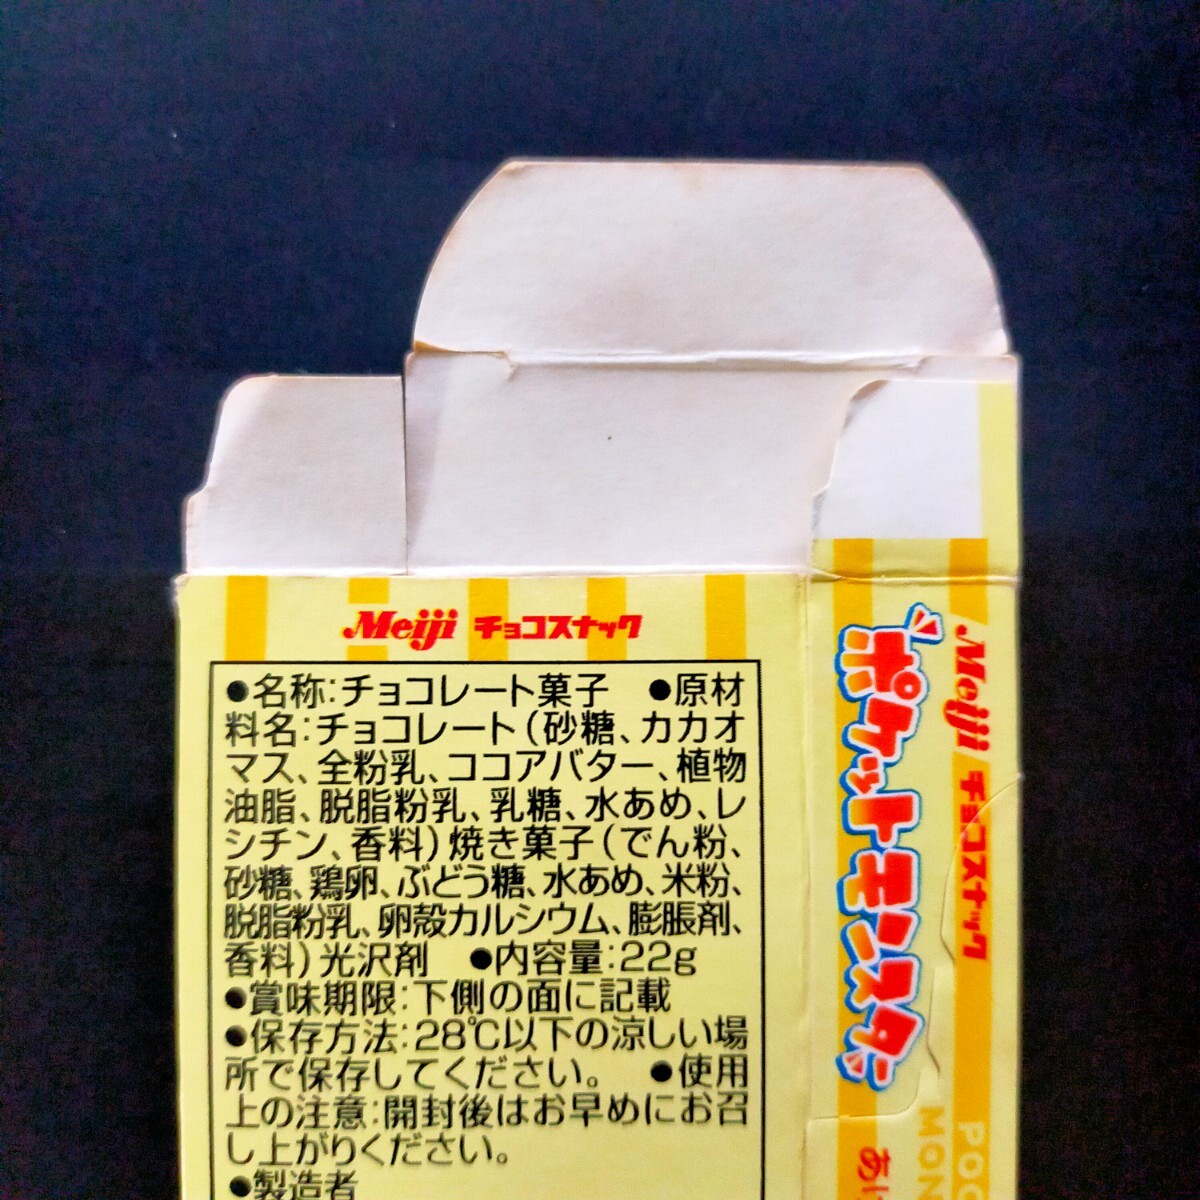 Meiji チョコスナック
●名称:チョコレート菓子 ●原材
料名:チョコレート(砂糖、カカオ
マス、全粉乳、ココアバター、植物
油脂、脱脂粉乳、乳糖、水あめ、レ
シチン、香料)焼き菓子(でん粉、
砂糖、鶏卵、ぶどう糖、水あめ、米粉、
脱脂粉乳、卵殻カルシウム、膨脹剤、
香料)光沢剤 ●内容量:22g
●賞味期限:下側の面に記載
●保存方法:28℃以下の涼しい場
所で保存してください。 ●使用
上の注意:開封後はお早めにお召
し上がりください。
●製造者
Meiji チョコスナック
ポケットモンスター
POC
MON